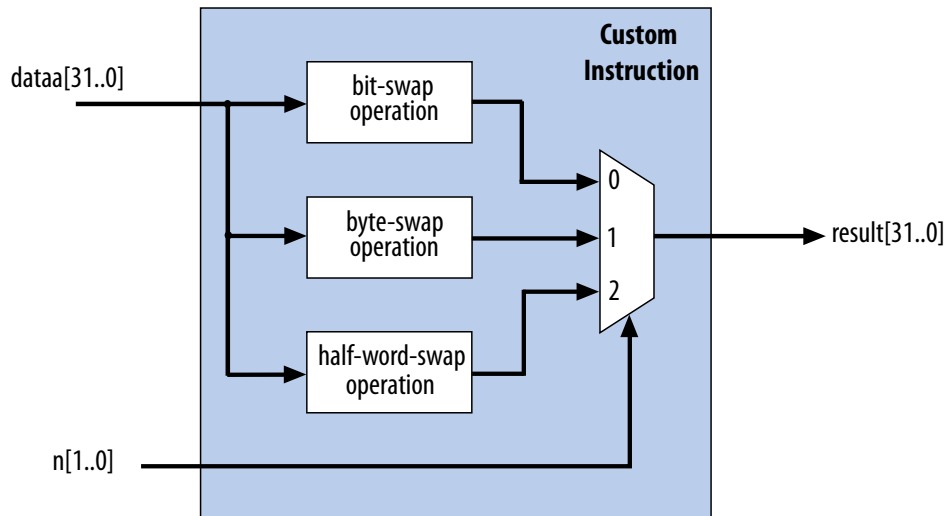 Custom
Instruction
dataa[31..0]
bit-swap
operation
0
byte-swap
operation
1
result[31..0]
2
half-word-swap
operation
n[1..0]